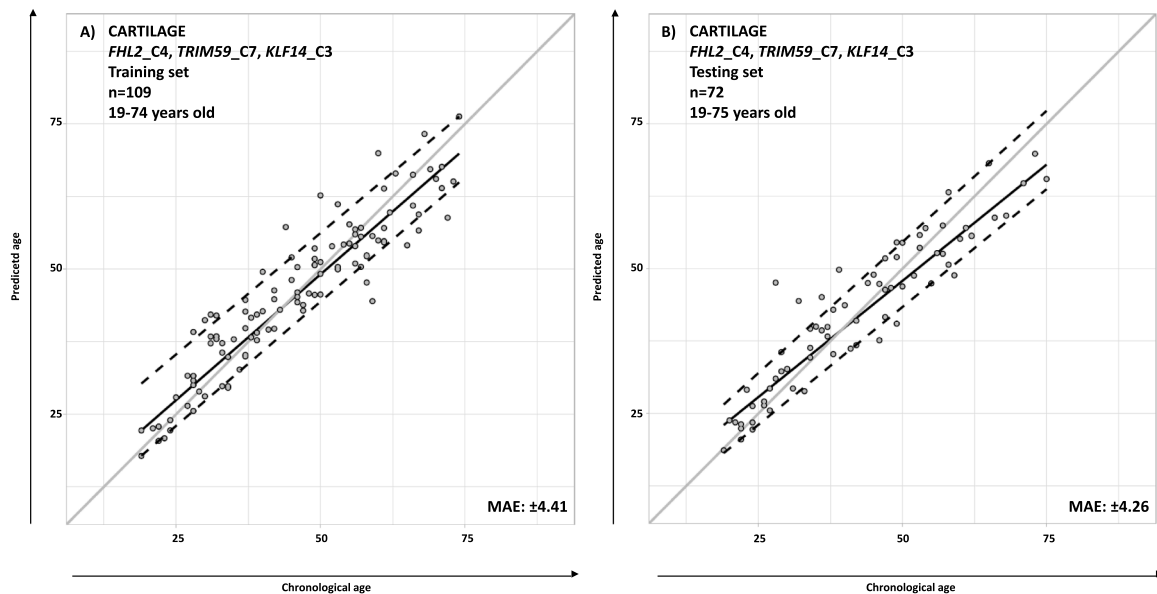 A) CARTILAGE
FHL2_C4, TRIM59_C7, KLF14_C3
Training set
n=109
19-74 years old
75
50
25
Predicetd age
MAE: ±4.41
25 50 75
Chronological age
B) CARTILAGE
FHL2_C4, TRIM59_C7, KLF14_C3
Testing set
n=72
19-75 years old
75
50
25
Predicted age
MAE: ±4.26
25 50 75
Chronological age